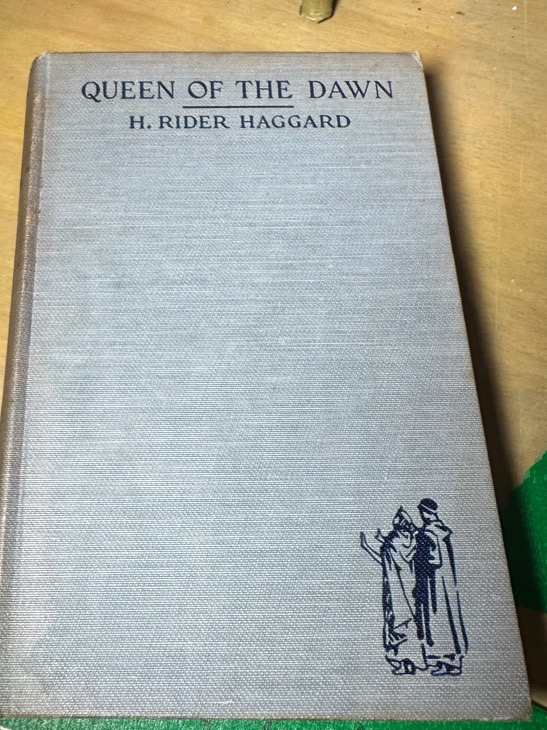 QUEEN OF THE DAWN
H. RIDER HAGGARD